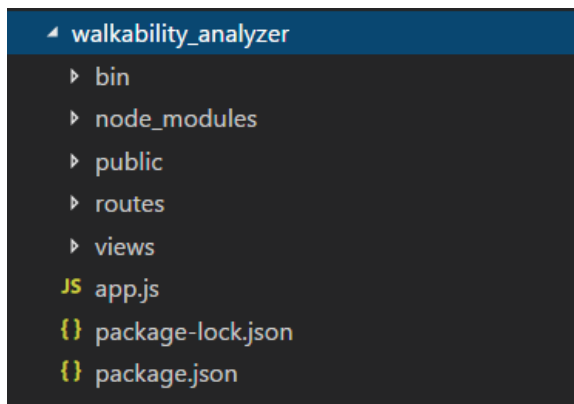 walkability_analyzer
bin
node_modules
public
routes
views
JS app.js
{} package-lock.json
{} package.json